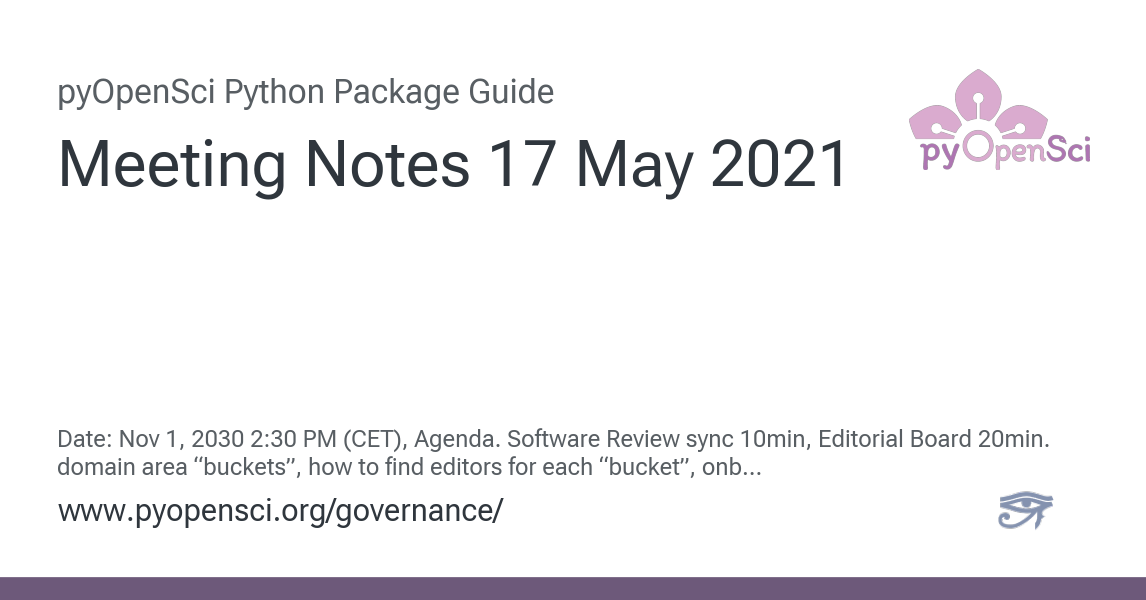 pyOpenSci Python Package Guide
Meeting Notes 17 May 2021
pyOpenSci
Date: Nov 1, 2030 2:30 PM (CET), Agenda. Software Review sync 10min, Editorial Board 20min.
domain area “buckets”, how to find editors for each “bucket”, onb...
www.pyopensci.org/governance/